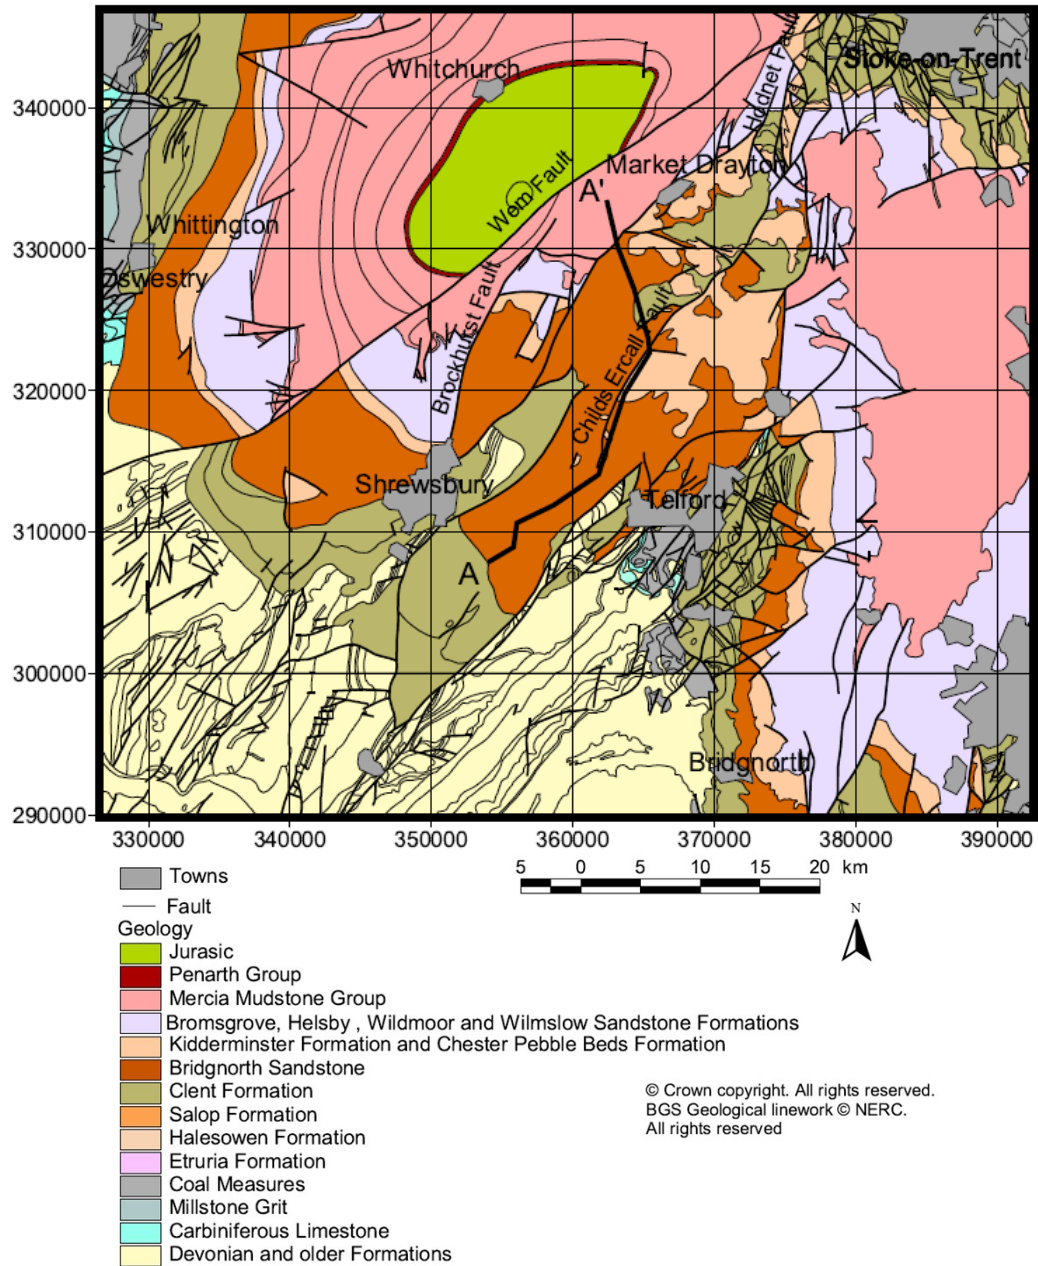 Stoke-on-Trent
Hodnet Fault
Whitchurch
340000
Market Drayton
A'
Wem Fault
Whittington
330000
Oswestry
Brockhurst Fault
Childs Ercall Fault
320000
Shrewsbury
Telford
310000
A
300000
Bridgnorth
290000
330000 340000 350000 360000 370000 380000 390000
5 0 5 10 15 20 km
Towns
Fault
N
Geology
Jurasic
Penarth Group
Mercia Mudstone Group
Bromsgrove, Helsby , Wildmoor and Wilmslow Sandstone Formations
Kidderminster Formation and Chester Pebble Beds Formation
Bridgnorth Sandstone
Clent Formation
Salop Formation
Halesowen Formation
Etruria Formation
Coal Measures
Millstone Grit
Carbiniferous Limestone
Devonian and older Formations
© Crown copyright. All rights reserved.
BGS Geological linework © NERC.
All rights reserved